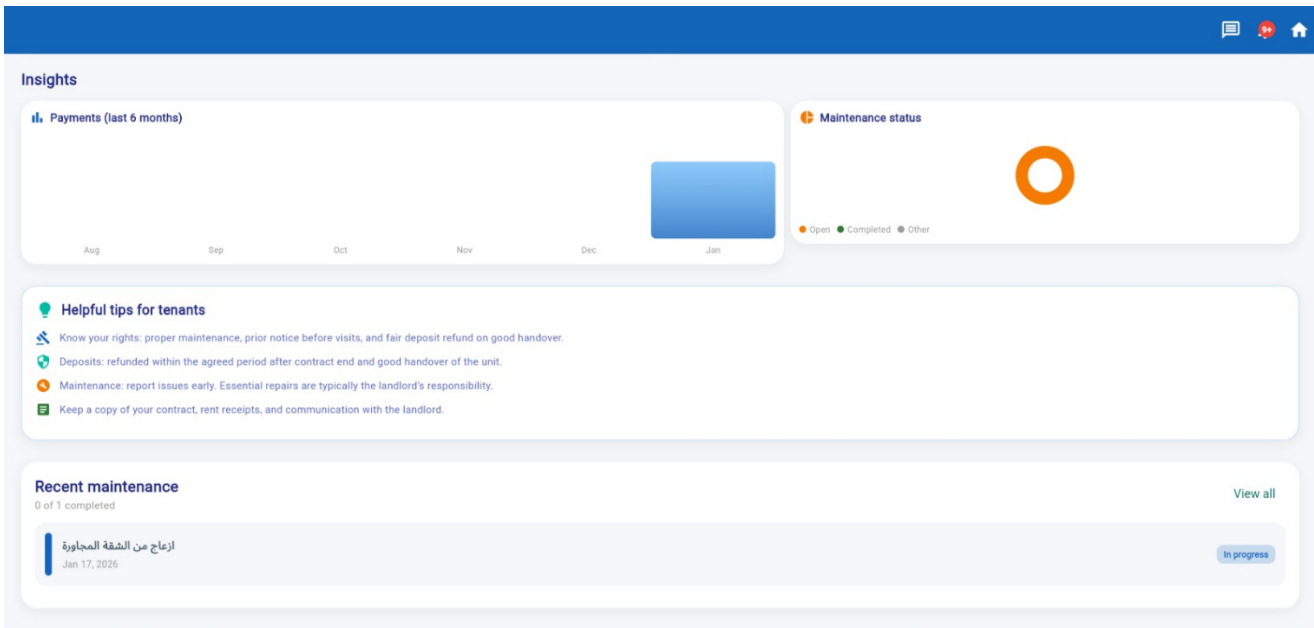 9+
Insights
Payments (last 6 months)
Aug Sep Oct Nov Dec Jan
Maintenance status
Open Completed Other
Helpful tips for tenants
Know your rights: proper maintenance, prior notice before visits, and fair deposit refund on good handover.
Deposits: refunded within the agreed period after contract end and good handover of the unit.
Maintenance: report issues early. Essential repairs are typically the landlord's responsibility.
Keep a copy of your contract, rent receipts, and communication with the landlord.
Recent maintenance
0 of 1 completed
View all
ازعاج من الشقة المجاورة
Jan 17, 2026
In progress